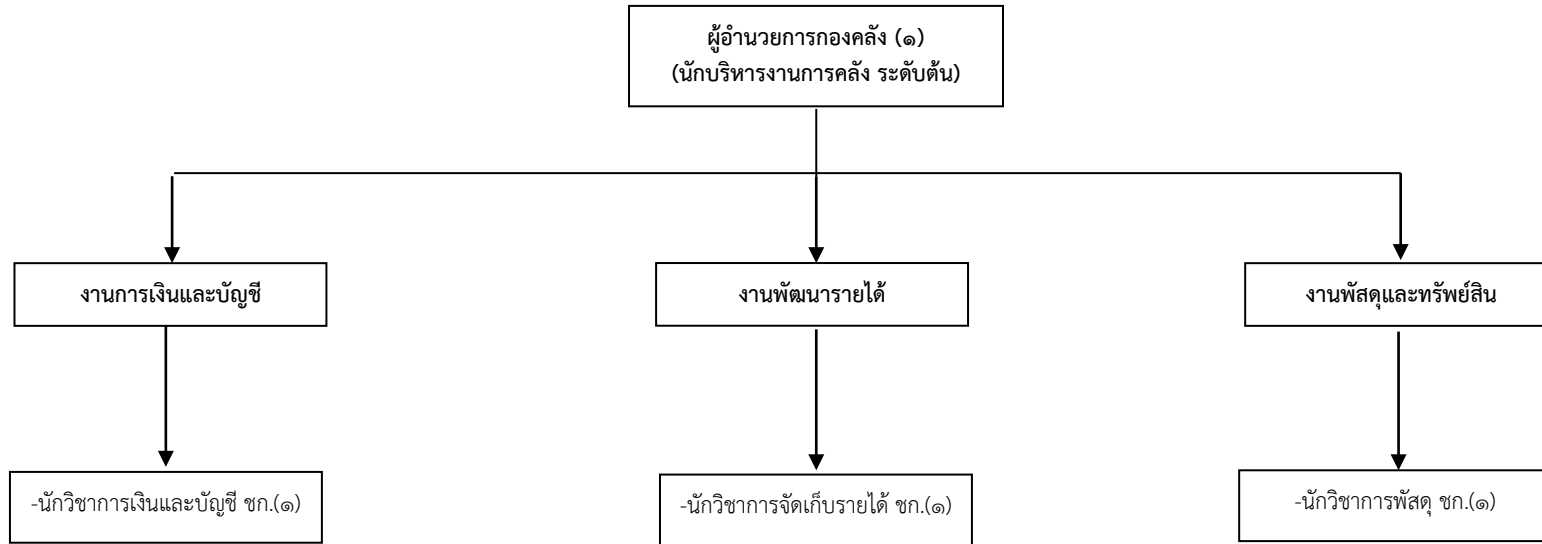 ผู้อำนวยการกองคลัง (๑)
(นักบริหารงานการคลัง ระดับต้น)
งานการเงินและบัญชี
งานพัฒนารายได้
งานพัสดุและทรัพย์สิน
-นักวิชาการเงินและบัญชี ชก.(๑)
-นักวิชาการจัดเก็บรายได้ ชก.(๑)
-นักวิชาการพัสดุ ชก.(๑)